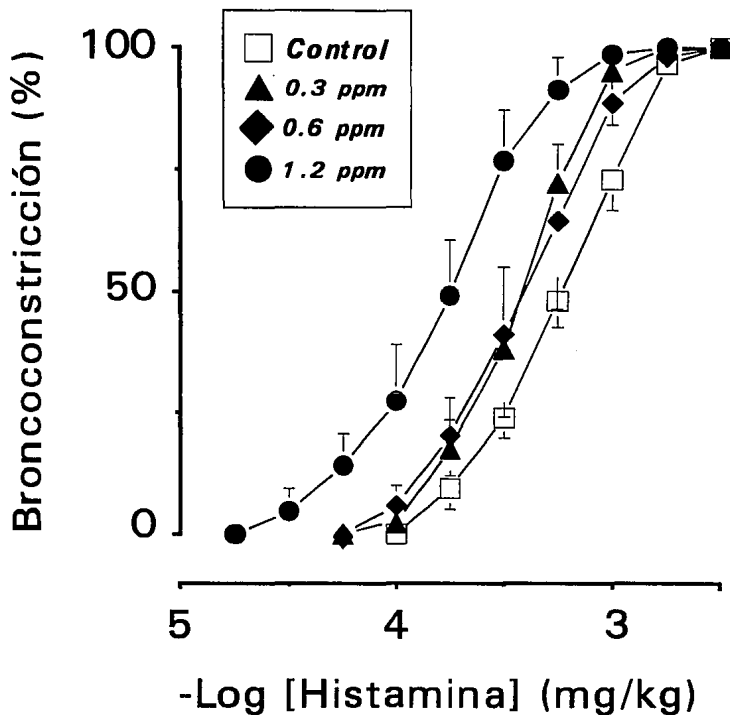 Broncoconstricción (%)
100
50
0
Control
0.3 ppm
0.6 ppm
1.2 ppm
5
4
3
-Log [Histamina] (mg/kg)